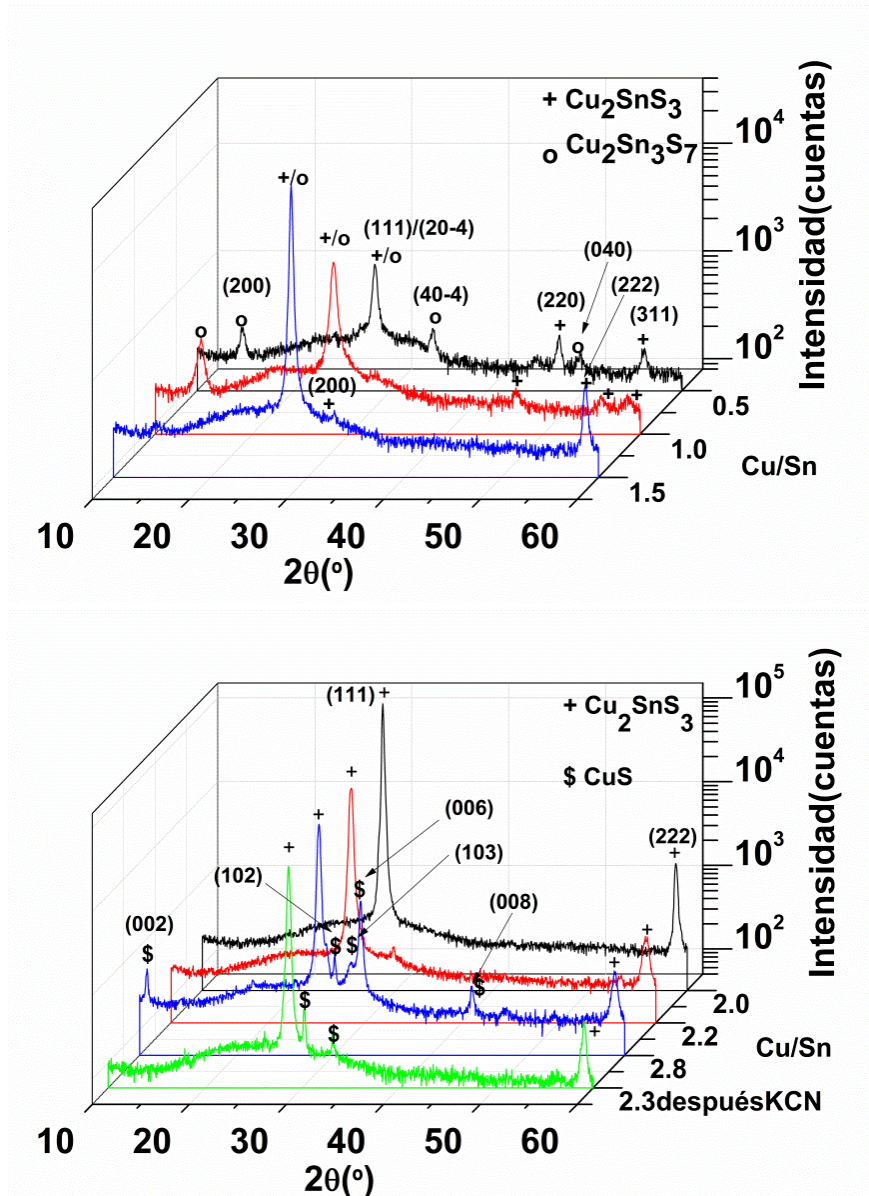 + Cu2SnS3
o Cu2Sn3S7
Intensidad(cuentas)
10^4
10^3
10^2
+/o
+/o
(111)/(20-4)
+/o
(040)
(200)
o
o
(40-4)
o
(220)
+
(222)
o
(311)
+
(200)
+
+
+
+
+
0.5
1.0
1.5
Cu/Sn
10 20 30 40 50 60
2θ(º)
+ Cu2SnS3
$ CuS
Intensidad(cuentas)
10^5
10^4
10^3
10^2
(111)
+
+
+
+
(006)
(103)
(102)
(008)
(002)
$
$
$
$
$
$
$
(222)
+
+
+
+
2.0
2.2
2.8
2.3despuésKCN
Cu/Sn
10 20 30 40 50 60
2θ(º)